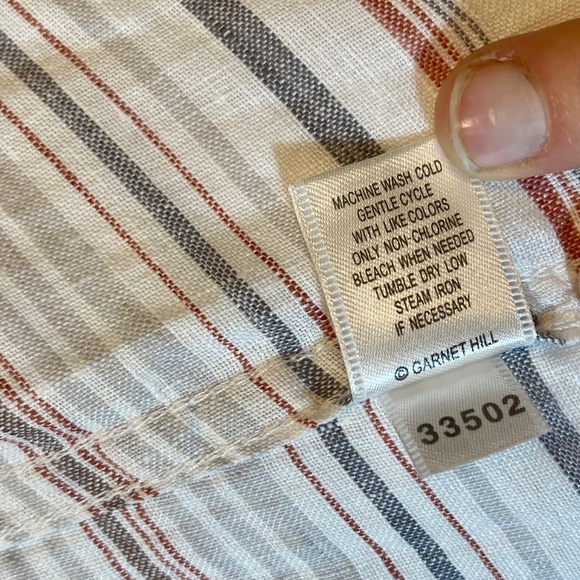 MACHINE WASH COLD
GENTLE CYCLE
WITH LIKE COLORS
ONLY NON-CHLORINE
BLEACH WHEN NEEDED
TUMBLE DRY LOW
STEAM IRON
IF NECESSARY
© GARNET HILL
33502